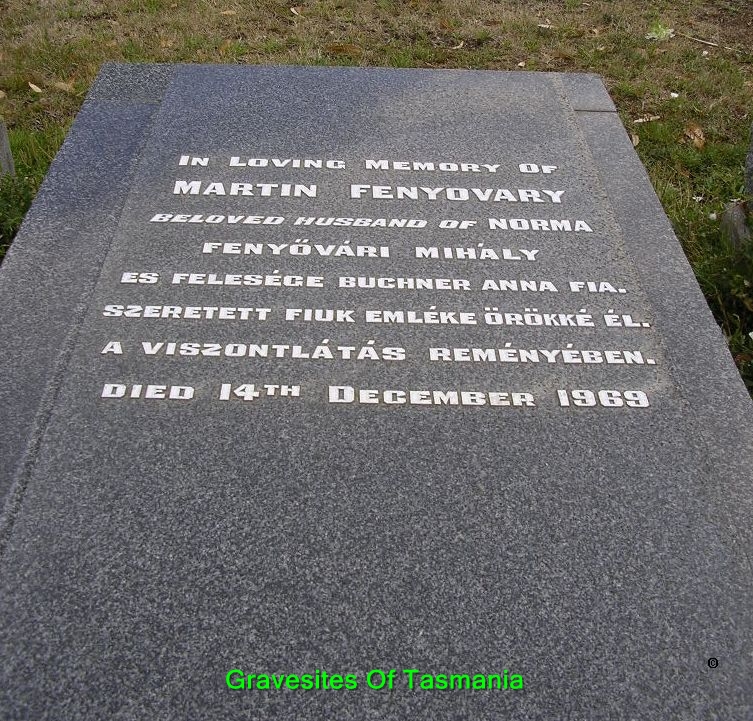 In Loving Memory Of
MARTIN FENYOVARY
BELOVED HUSBAND OF NORMA
FENYŐVÁRI MIHÁLY
ES FELESÉGE BUCHNER ANNA FIA.
SZERETETT FIUK EMLÉKE ÖRÖKKÉ ÉL.
A VISZONTLÁTÁS REMÉNYÉBEN.
DIED 14TH DECEMBER 1969
©
Gravesites Of Tasmania